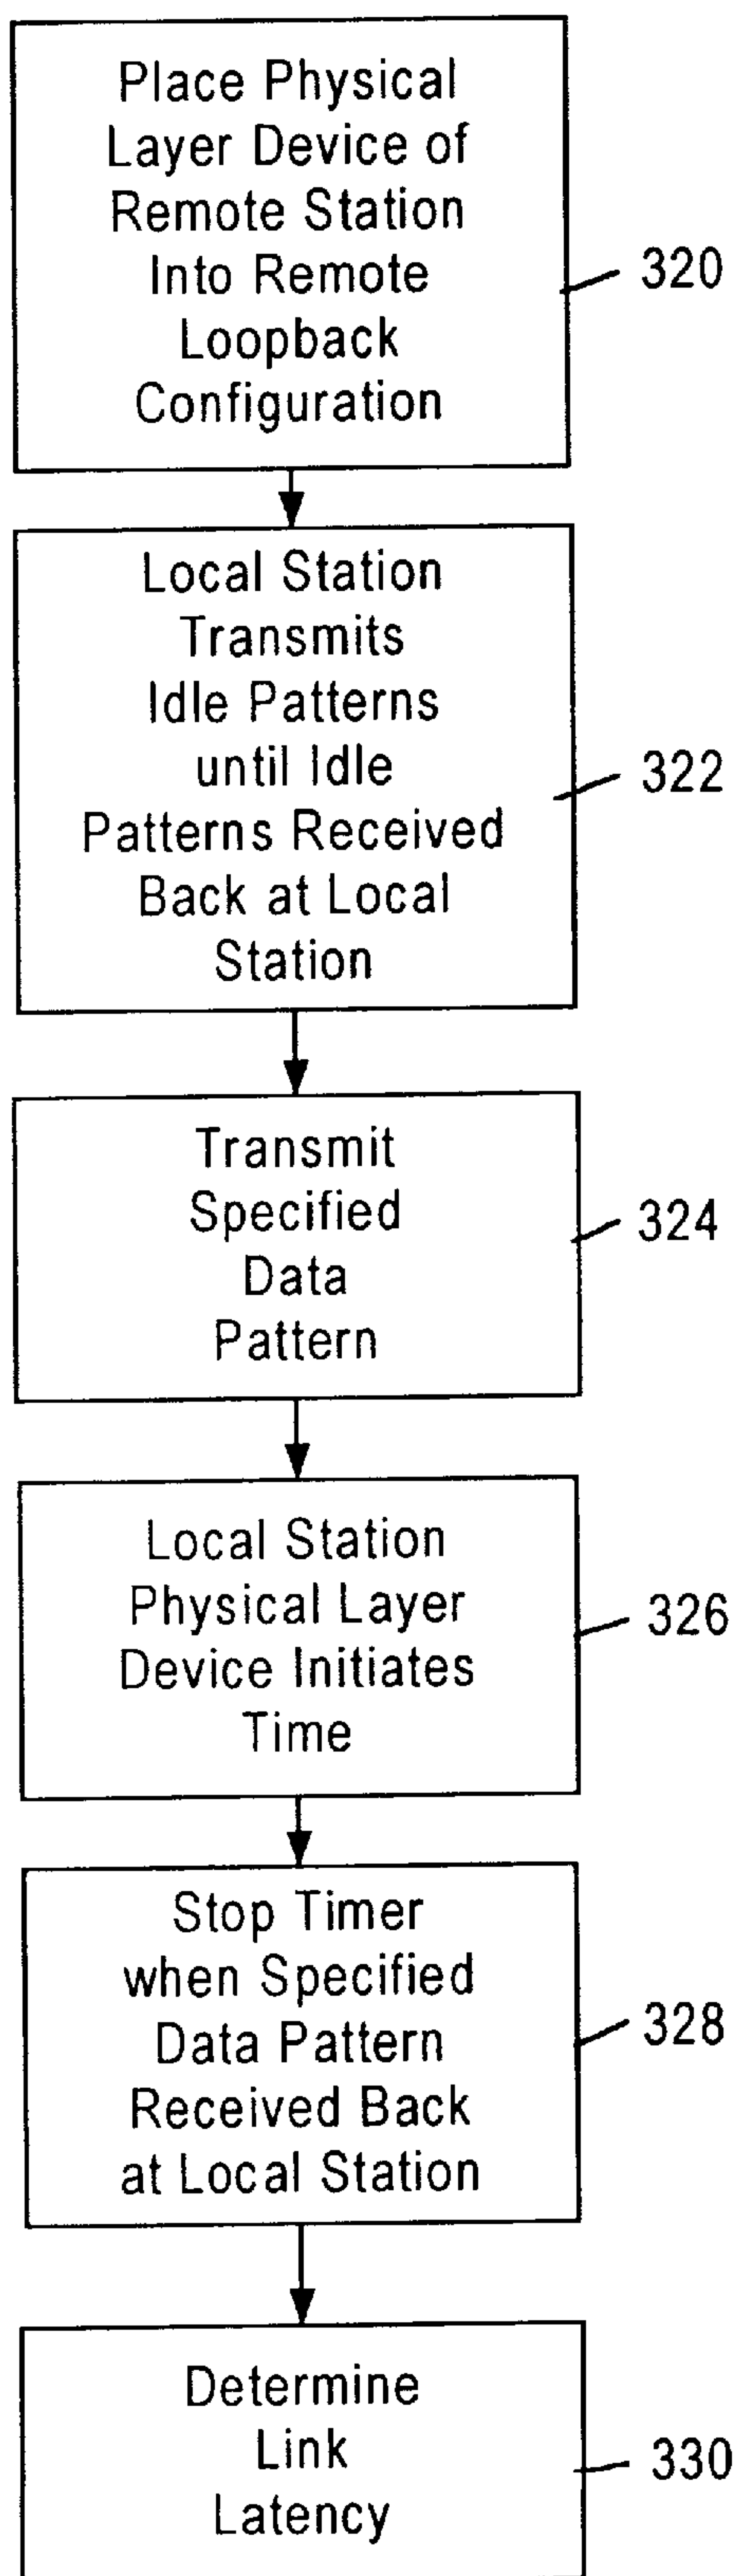 Place Physical
Layer Device of
Remote Station
Into Remote
Loopback
Configuration
320
Local Station
Transmits
Idle Patterns
until Idle
Patterns Received
Back at Local
Station
322
Transmit
Specified
Data
Pattern
324
Local Station
Physical Layer
Device Initiates
Time
326
Stop Timer
when Specified
Data Pattern
Received Back
at Local Station
328
Determine
Link
Latency
330